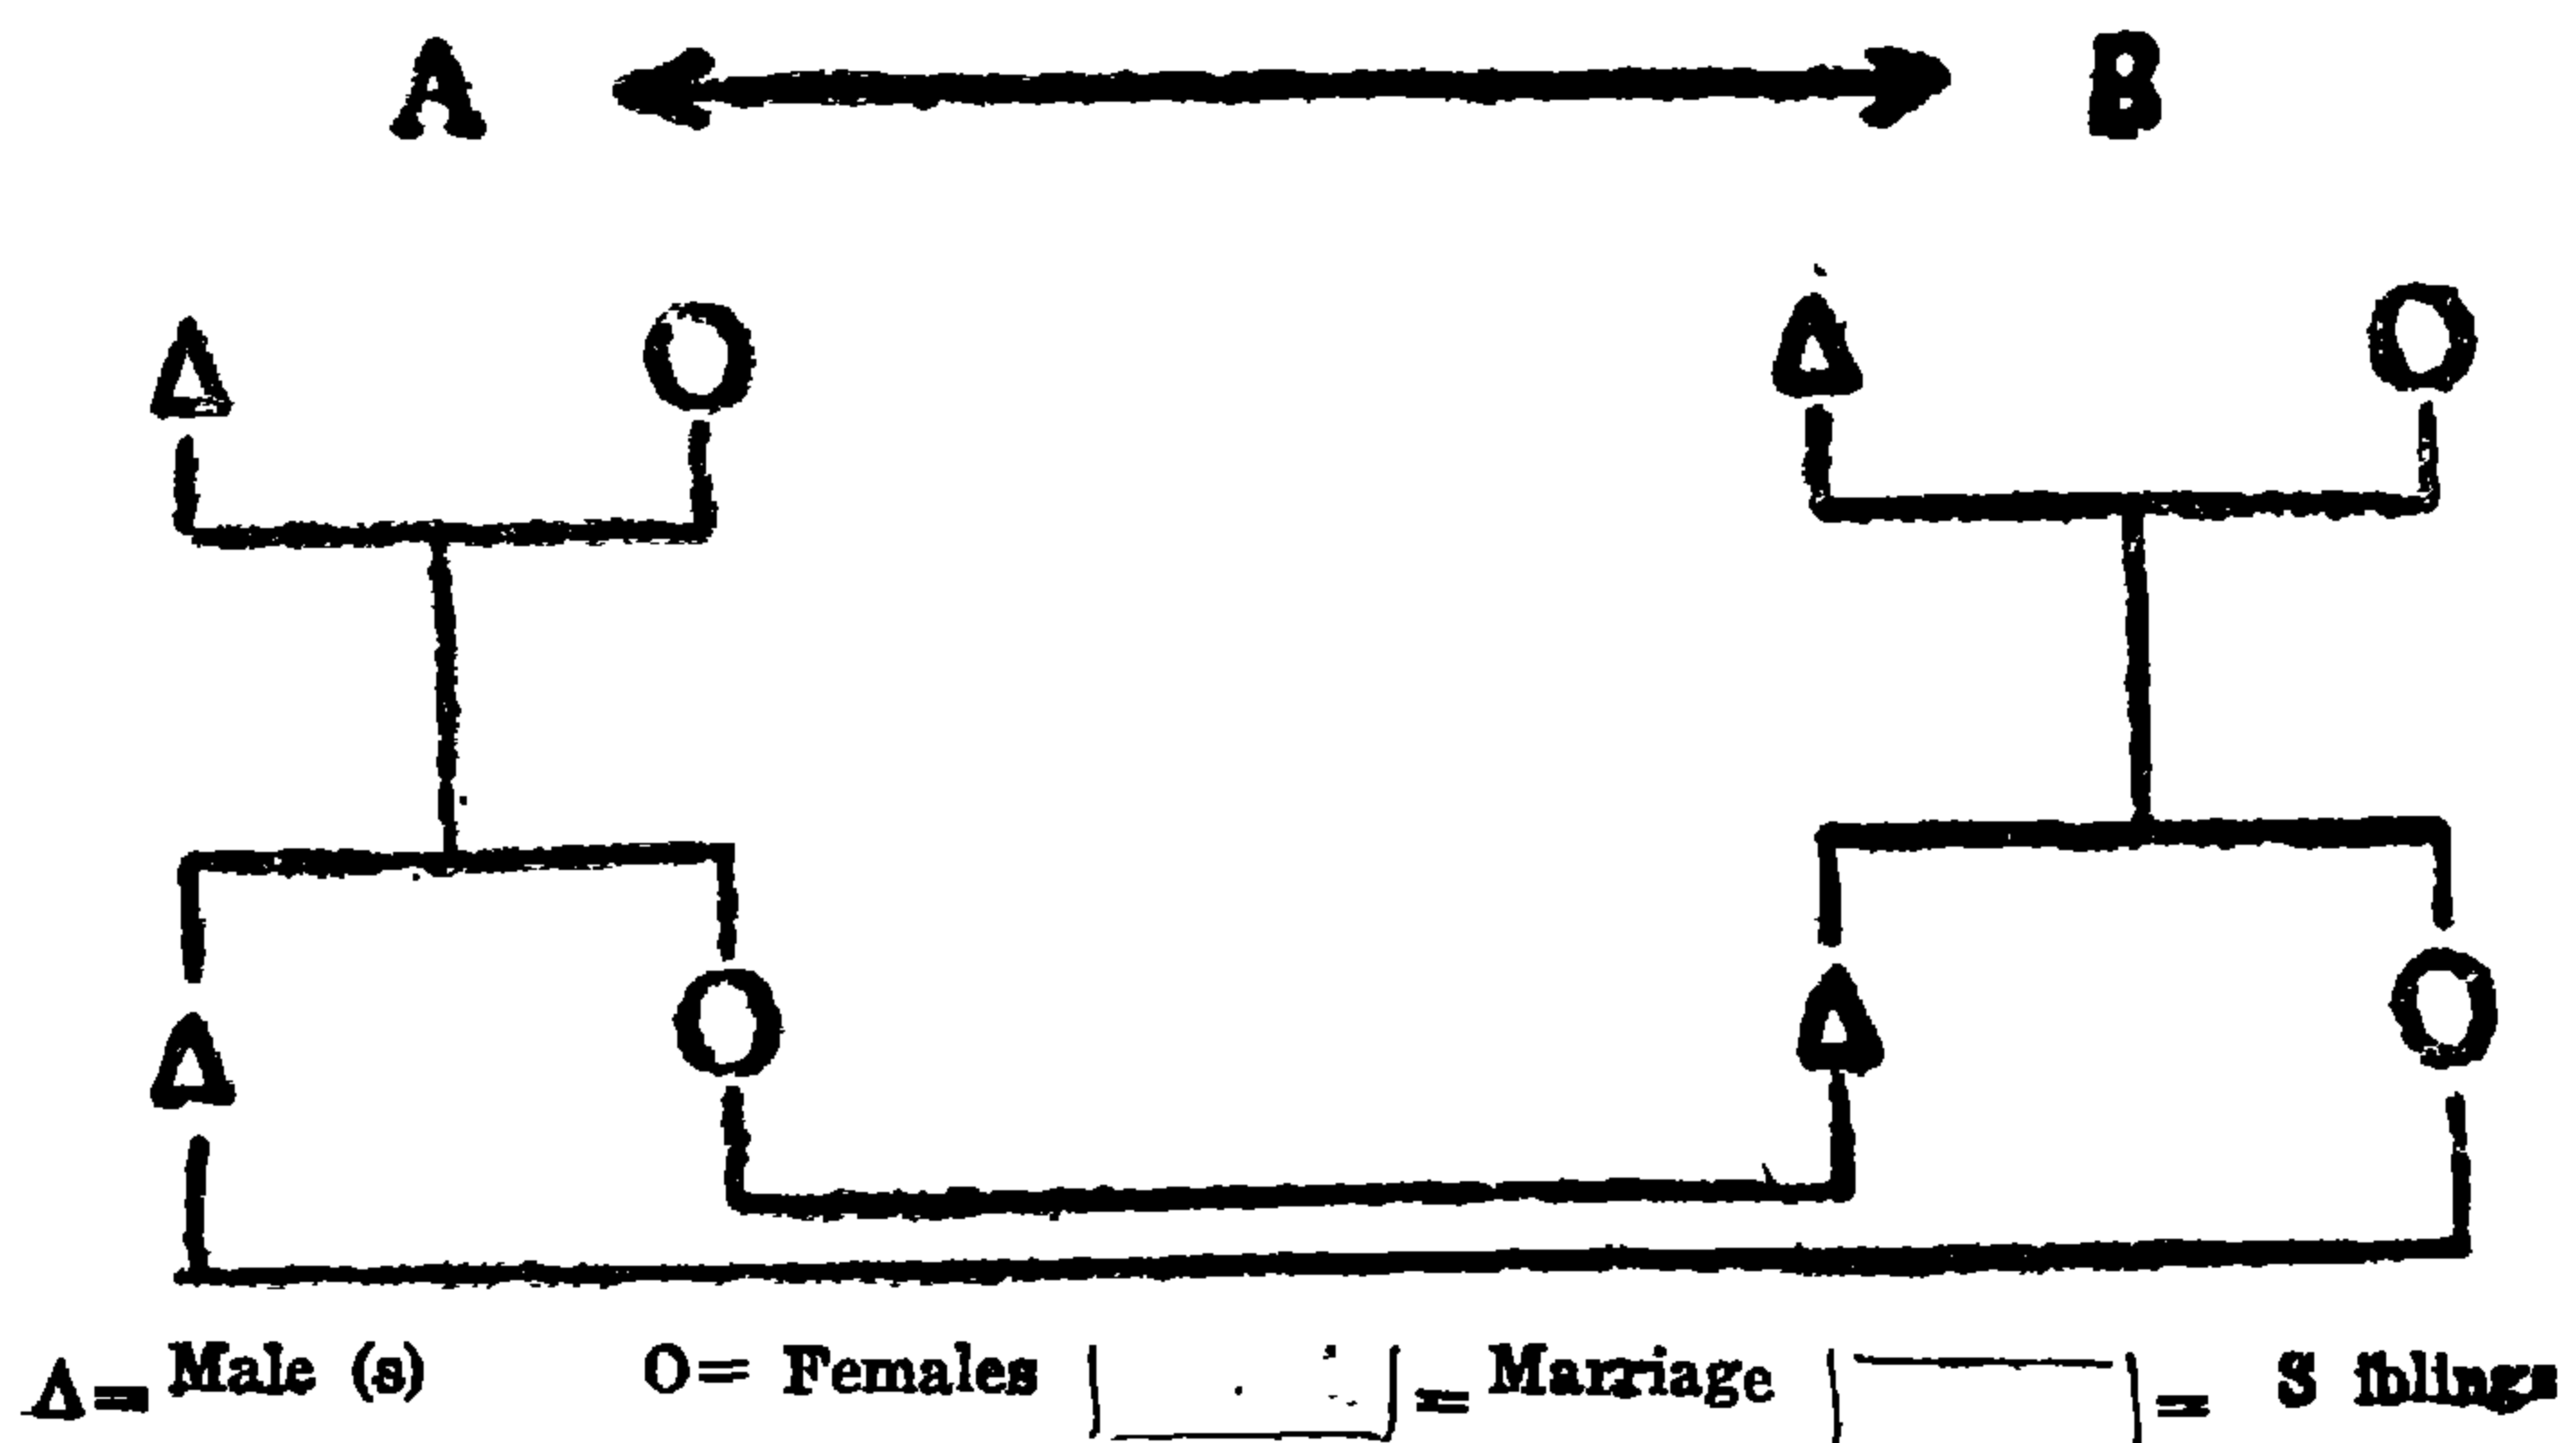 A B
Δ= Male (s) O= Females = Marriage = S iblings